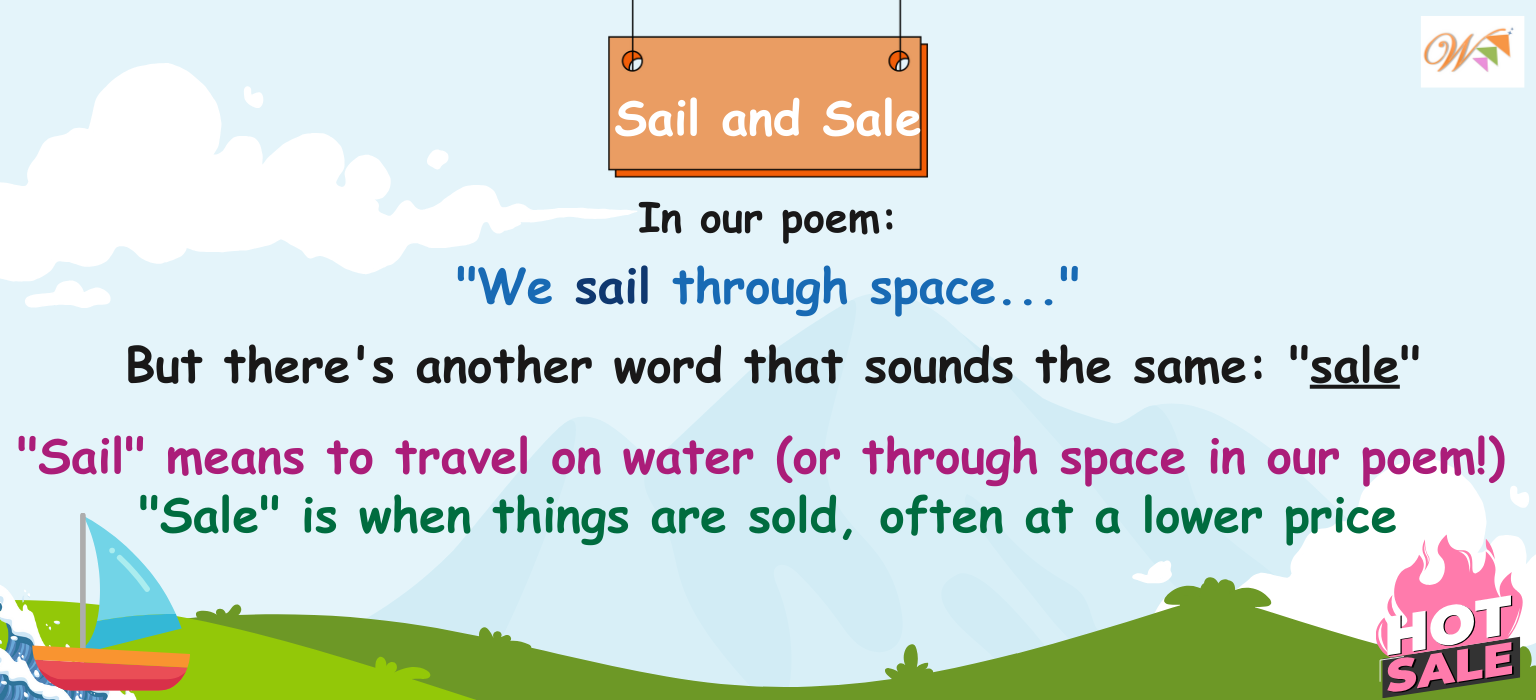 W
Sail and Sale
In our poem:
"We sail through space..."
But there's another word that sounds the same: "sale"
"Sail" means to travel on water (or through space in our poem!)
"Sale" is when things are sold, often at a lower price
HOT
SALE